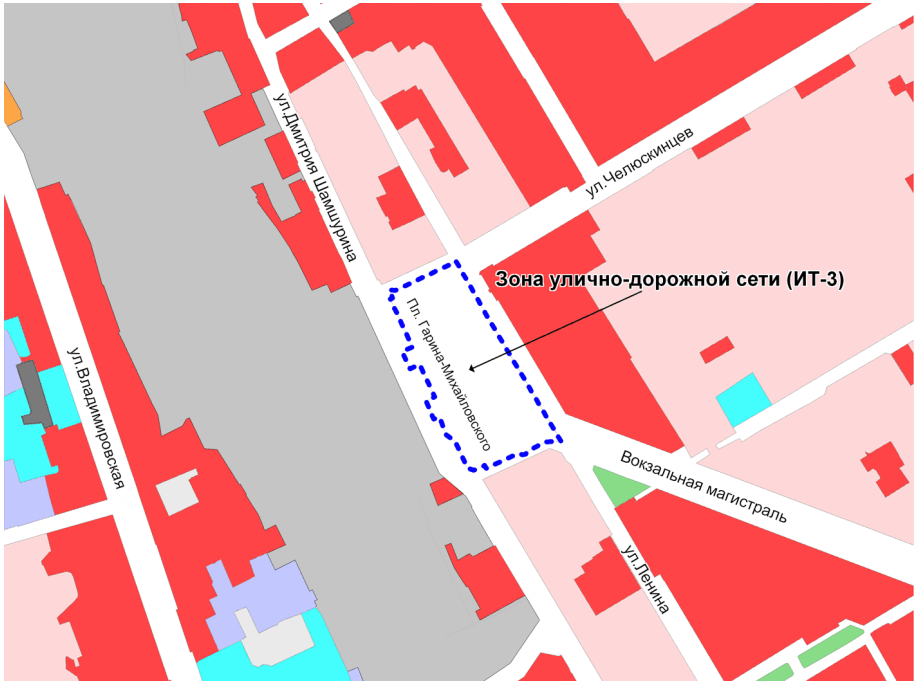 ул.Дмитрия Шамшурина
ул.Челюскинцев
Зона улично-дорожной сети (ИТ-3)
Пл. Гарина-Михайловского
ул.Владимировская
Вокзальная магистраль
ул.Ленина